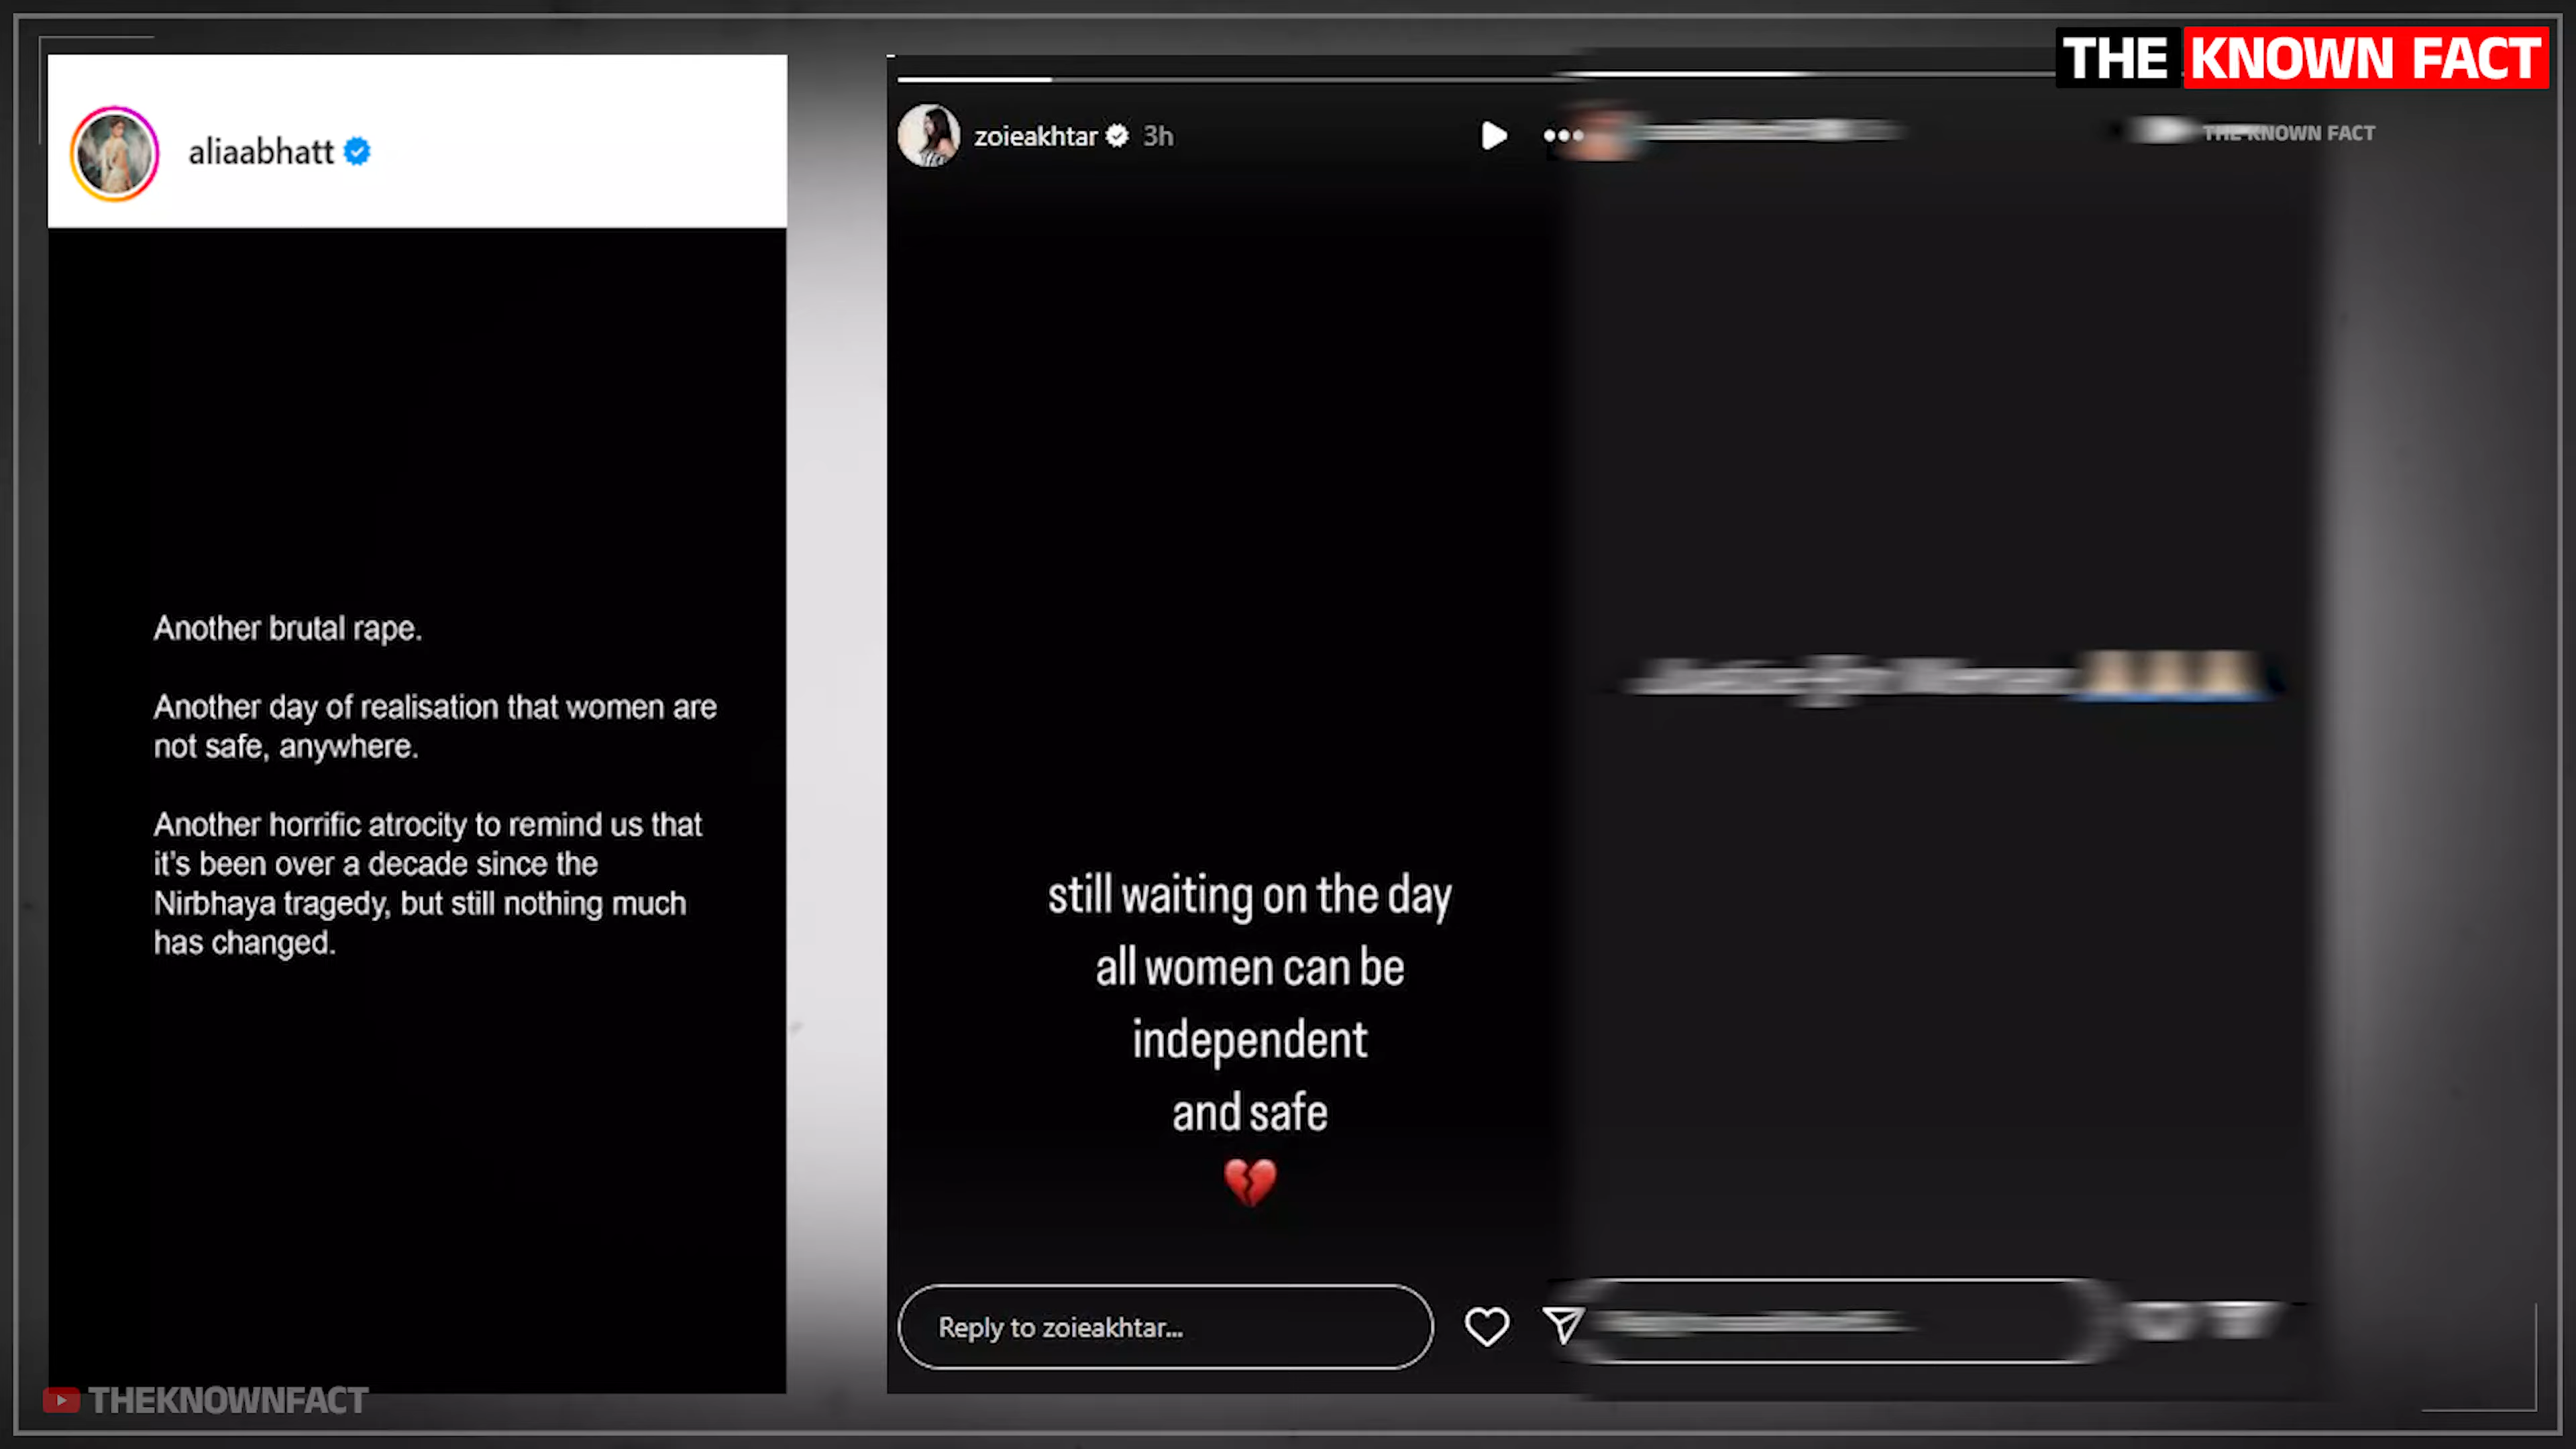 THE KNOWN FACT
THE KNOWN FACT
aliaabhatt
Another brutal rape.
Another day of realisation that women are
not safe, anywhere.
Another horrific atrocity to remind us that
it's been over a decade since the
Nirbhaya tragedy, but still nothing much
has changed.
zoieakhtar 3h
still waiting on the day
all women can be
independent
and safe
💔
Reply to zoieakhtar...
THEKNOWNFACT